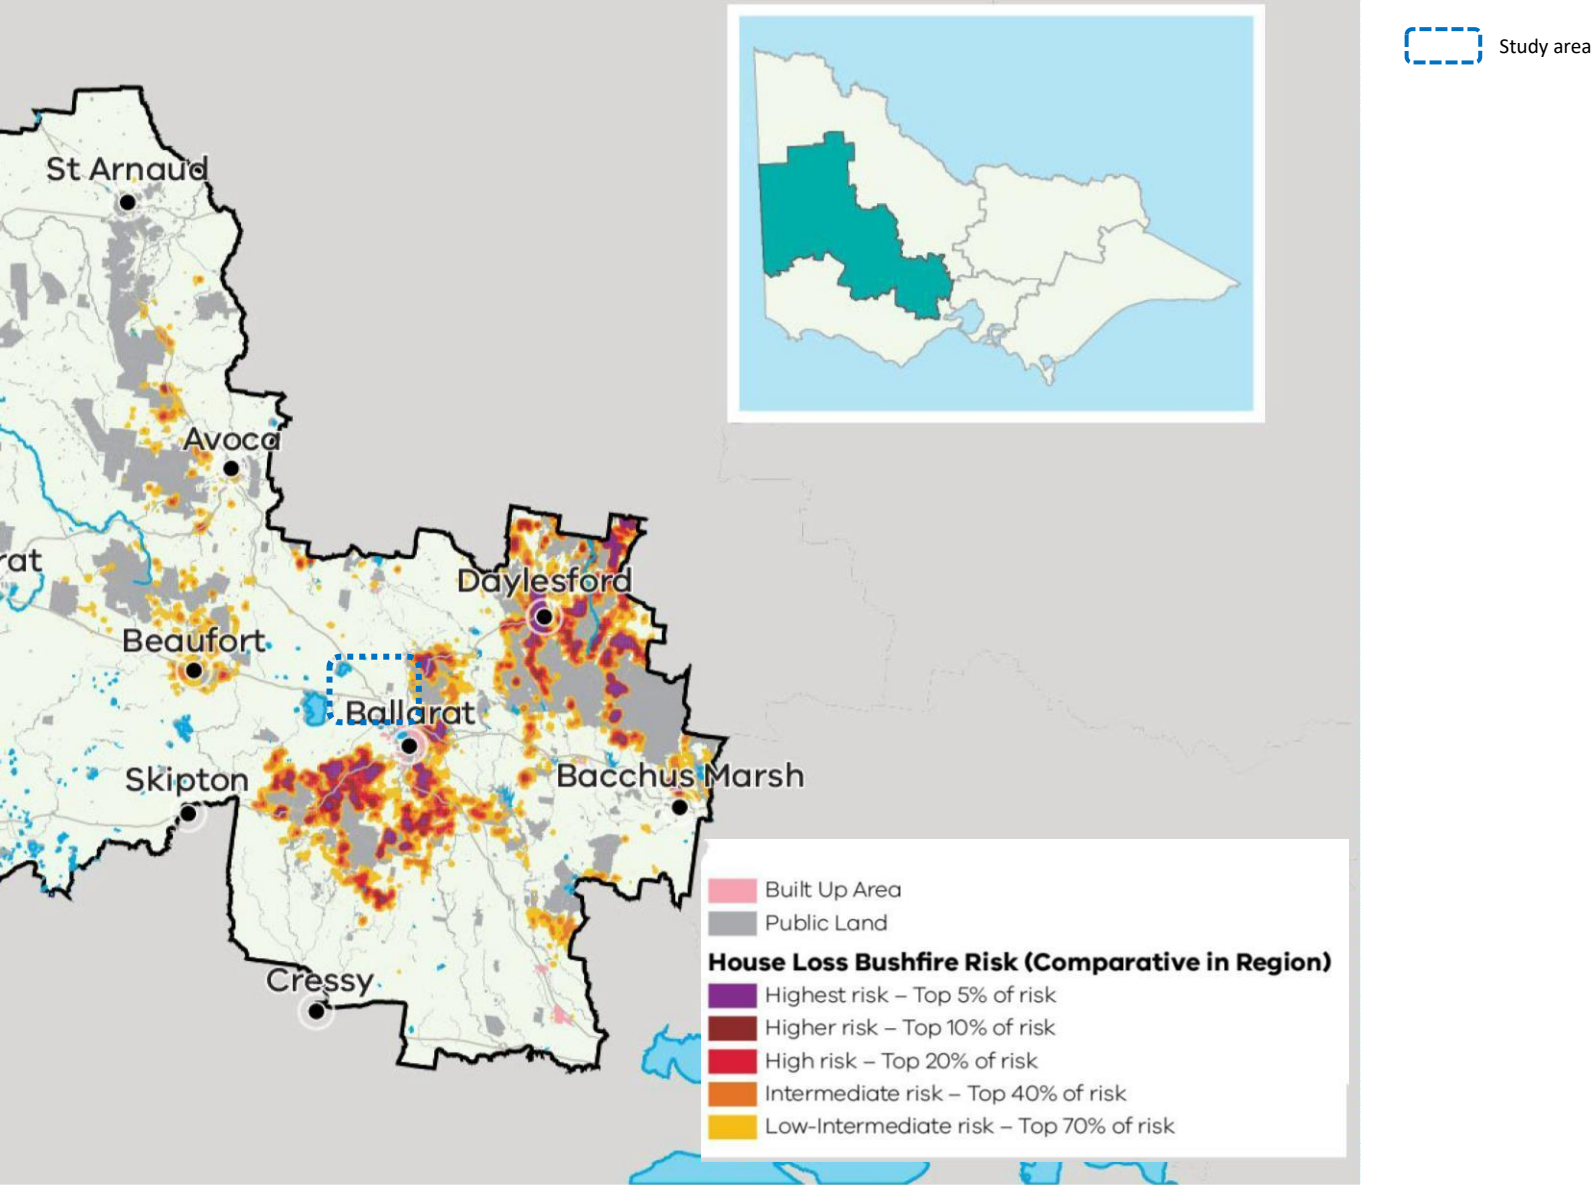 Study area
St Arnaud
Avoca
rat
Daylesford
Beaufort
Ballarat
Skipton
Bacchus Marsh
Cressy
Built Up Area
Public Land
House Loss Bushfire Risk (Comparative in Region)
Highest risk – Top 5% of risk
Higher risk – Top 10% of risk
High risk – Top 20% of risk
Intermediate risk – Top 40% of risk
Low-Intermediate risk – Top 70% of risk